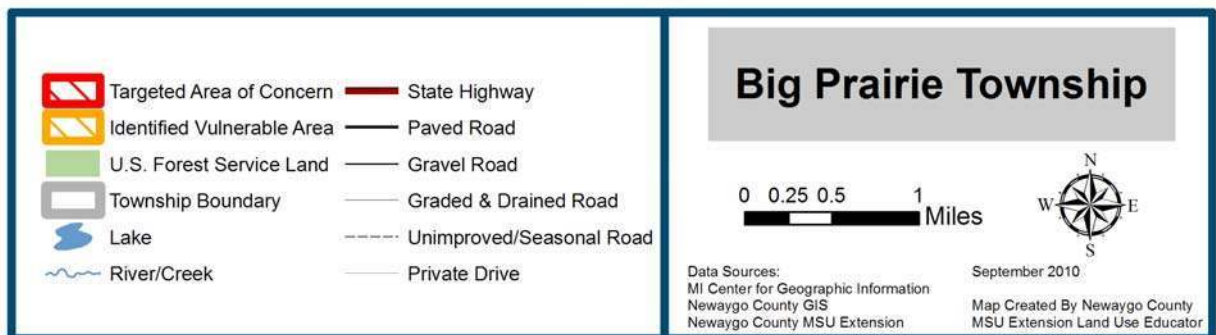 Targeted Area of Concern
Identified Vulnerable Area
U.S. Forest Service Land
Township Boundary
Lake
River/Creek
State Highway
Paved Road
Gravel Road
Graded & Drained Road
Unimproved/Seasonal Road
Private Drive
Big Prairie Township
0 0.25 0.5 1
Miles
N
W E
S
Data Sources:
MI Center for Geographic Information
Newaygo County GIS
Newaygo County MSU Extension
September 2010
Map Created By Newaygo County
MSU Extension Land Use Educator